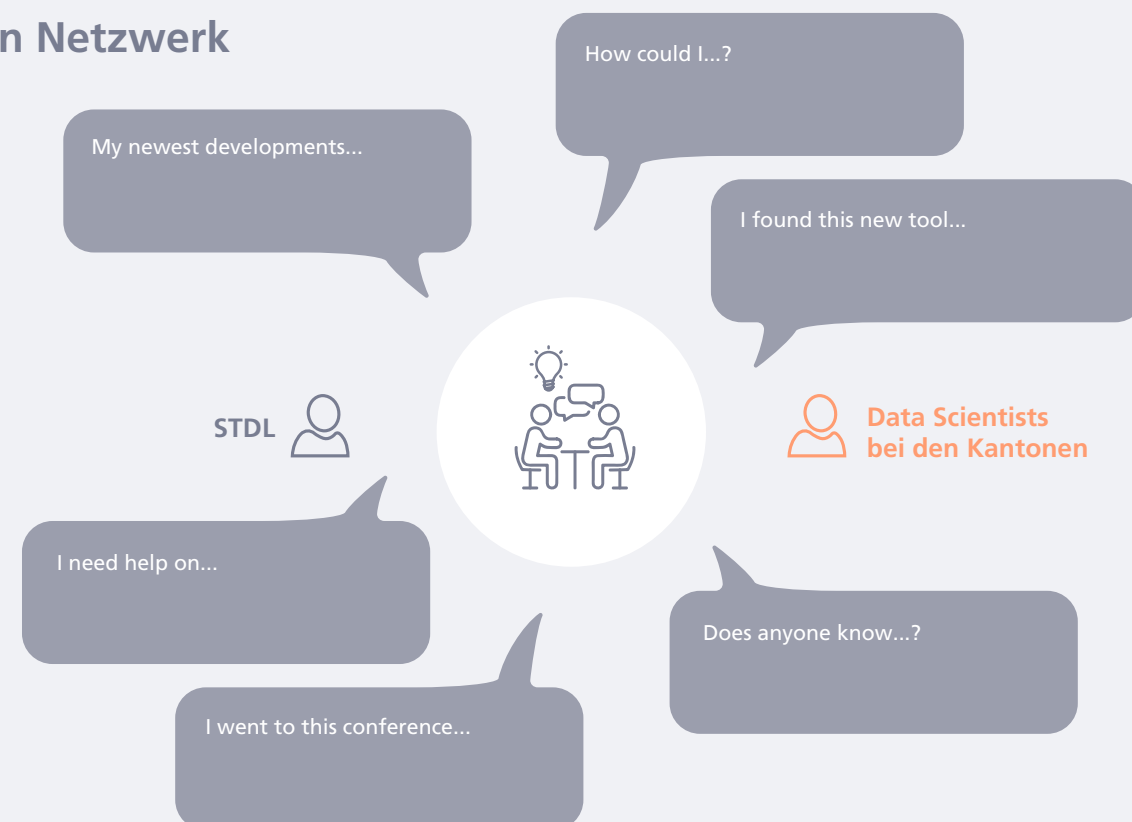 n Netzwerk
How could I...?
My newest developments...
I found this new tool...
STDL
Data Scientists
bei den Kantonen
I need help on...
Does anyone know...?
I went to this conference...